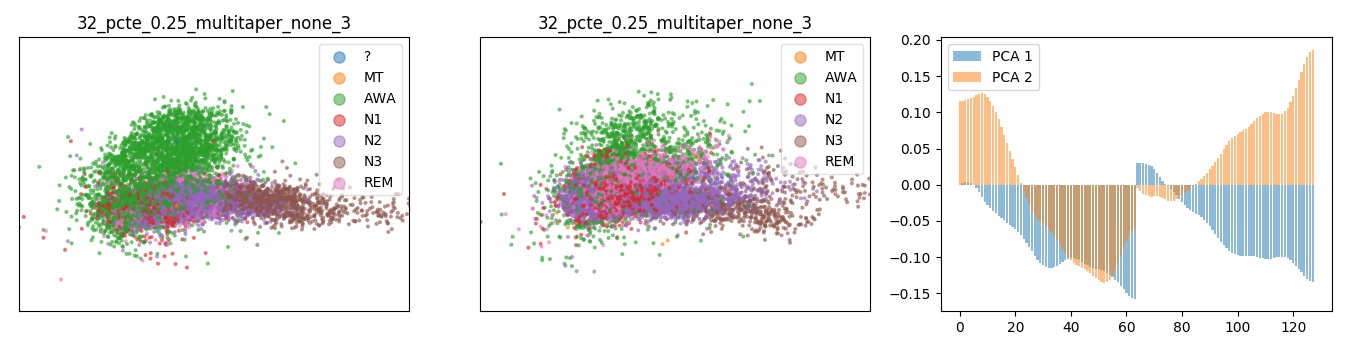 32_pcte_0.25_multitaper_none_3
?
MT
AWA
N1
N2
N3
REM
32_pcte_0.25_multitaper_none_3
MT
AWA
N1
N2
N3
REM
PCA 1
PCA 2
0.20
0.15
0.10
0.05
0.00
−0.05
−0.10
−0.15
0 20 40 60 80 100 120